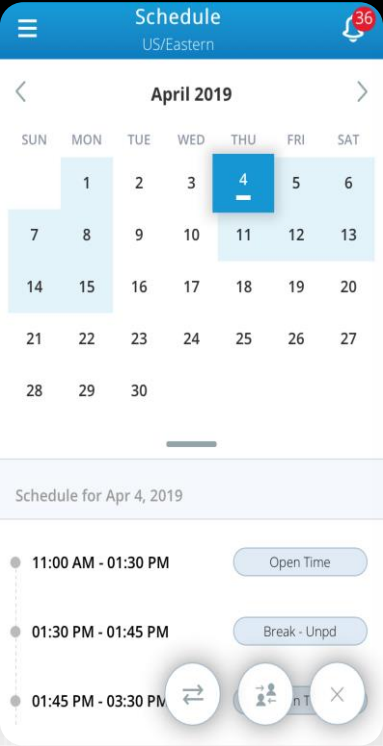 Schedule
36
US/Eastern
April 2019
SUN MON TUE WED THU FRI SAT
1 2 3 4 5 6
7 8 9 10 11 12 13
14 15 16 17 18 19 20
21 22 23 24 25 26 27
28 29 30
Schedule for Apr 4, 2019
11:00 AM - 01:30 PM Open Time
01:30 PM - 01:45 PM Break - Unpd
01:45 PM - 03:30 PM